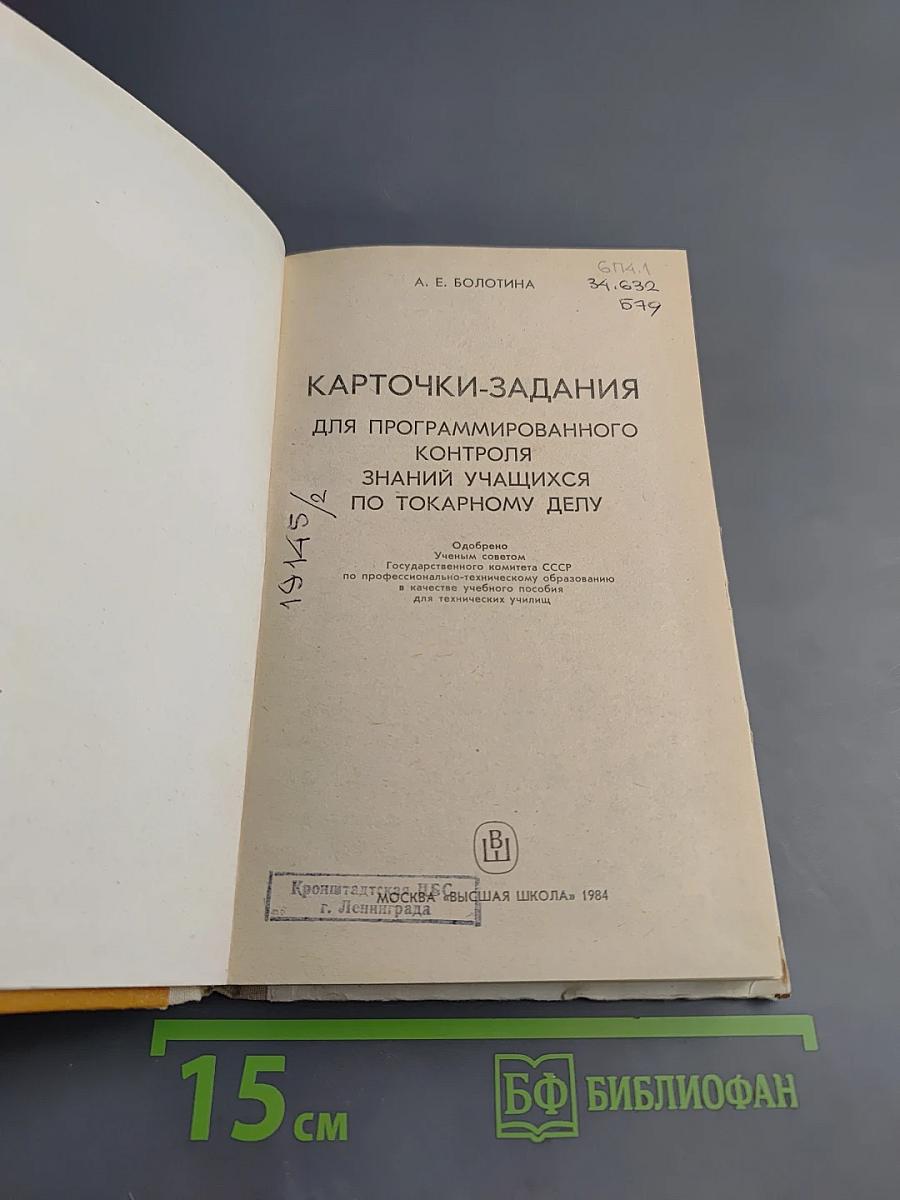 А. Е. БОЛОТИНА
6П4.1
34.632
Б79
КАРТОЧКИ-ЗАДАНИЯ
ДЛЯ ПРОГРАММИРОВАННОГО
КОНТРОЛЯ
ЗНАНИЙ УЧАЩИХСЯ
ПО ТОКАРНОМУ ДЕЛУ
19145/2
Одобрено
Ученым советом
Государственного комитета СССР
по профессионально-техническому образованию
в качестве учебного пособия
для технических училищ
ВШ
Кронштадтская ЦБС
г. Ленинграда
МОСКВА «ВЫСШАЯ ШКОЛА» 1984
15 см
БФ БИБЛИОФАН